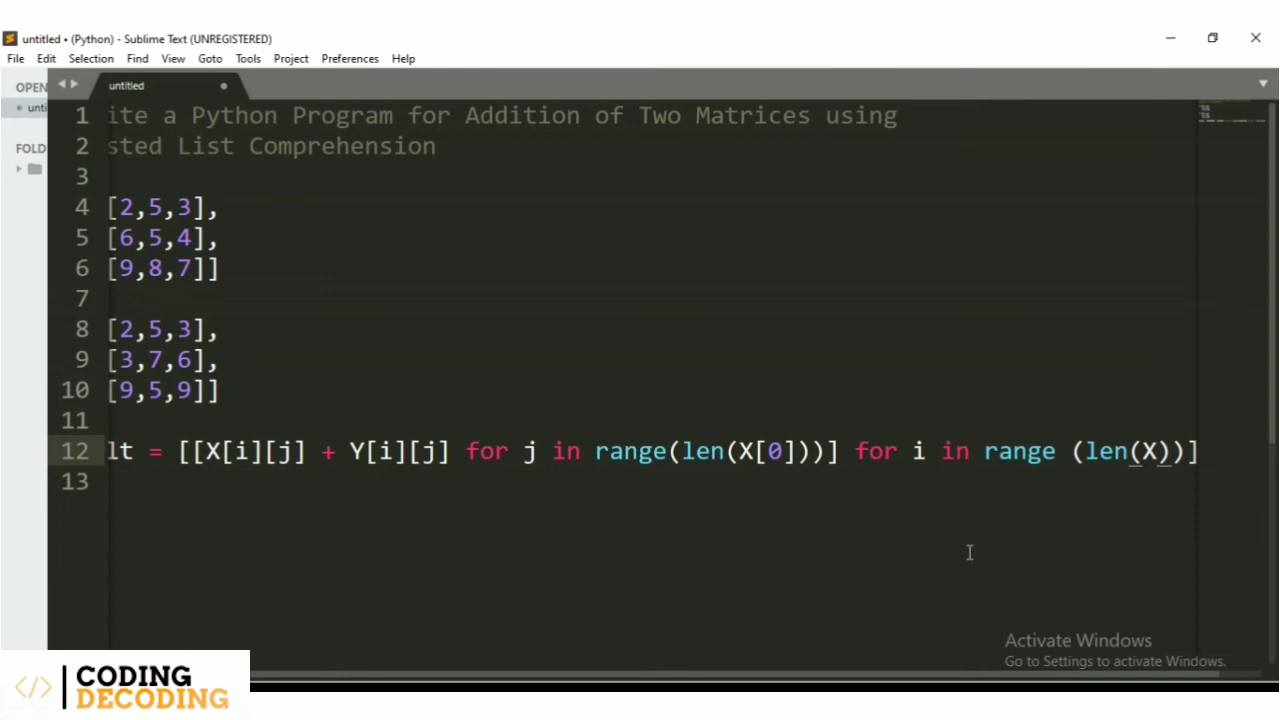 untitled • (Python) - Sublime Text (UNREGISTERED)
File Edit Selection Find View Goto Tools Project Preferences Help
OPEN
untitled
unti
FOLD
1 ite a Python Program for Addition of Two Matrices using
2 sted List Comprehension
3
4 [2,5,3],
5 [6,5,4],
6 [9,8,7]]
7
8 [2,5,3],
9 [3,7,6],
10 [9,5,9]]
11
12 lt = [[X[i][j] + Y[i][j] for j in range(len(X[0]))] for i in range (len(X))]
13
Activate Windows
Go to Settings to activate Windows.
</> CODING
DECODING